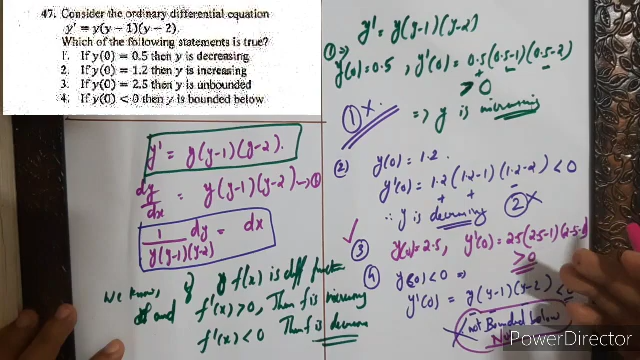 47. Consider the ordinary differential equation
y' = y(y − 1)(y − 2).
Which of the following statements is true?
1. If y(0) = 0.5 then y is decreasing
2. If y(0) = 1.2 then y is increasing
3. If y(0) = 2.5 then y is unbounded
4. If y(0) < 0 then y is bounded below
y' = y(y-1)(y-2).
dy/dx = y(y-1)(y-2) → ①
1/y(y-1)(y-2) dy = dx
We know, if f(x) is diff
and f'(x) > 0, Then f is increasing
f'(x) < 0 Then f is
y' = y(y-1)(y-2)
① ⇒
y(0) = 0.5, y'(0) = 0.5(0.5-1)(0.5-2)
+ − −
> 0
① X. ⇒ y is increasing
② y(0) = 1.2.
y'(0) = 1.2(1.2-1)(1.2-2) < 0
+ + −
∴ y is ② X
✓ ③ y(0) = 2.5, y'(0) = 2.5(2.5-1)(2.5-
> 0
④ y(0) < 0 ⇒
y'(0) = y(y-1)(y-2) < 0
X not Bounded below
PowerDirector